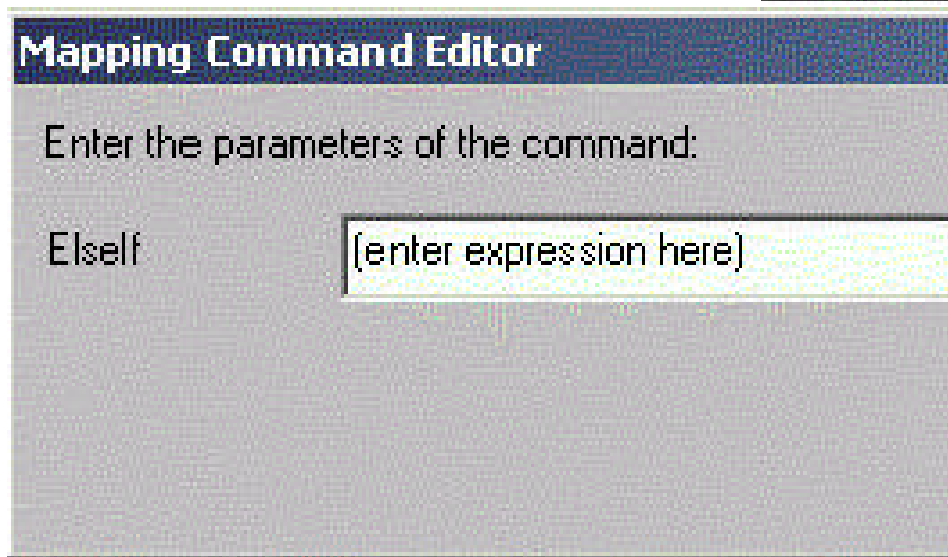 Mapping Command Editor
Enter the parameters of the command:
ElseIf (enter expression here)